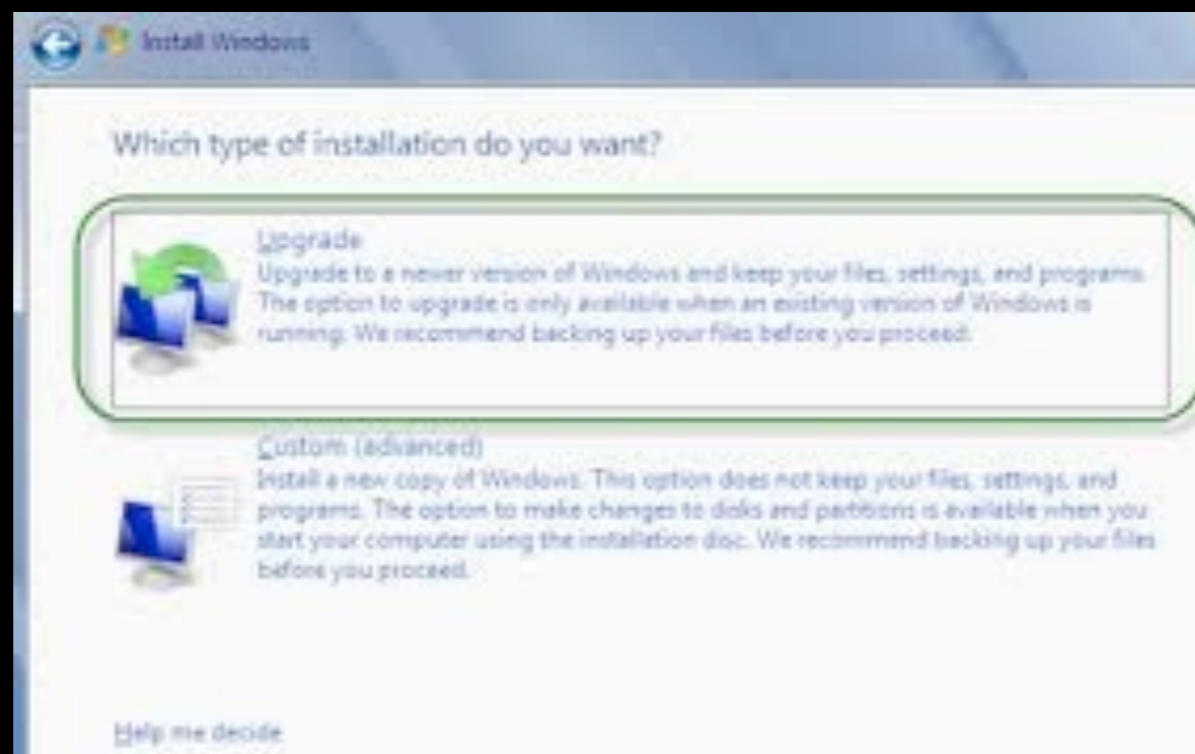 Install Windows
Which type of installation do you want?
Upgrade
Upgrade to a newer version of Windows and keep your files, settings, and programs.
The option to upgrade is only available when an existing version of Windows is
running. We recommend backing up your files before you proceed.
Custom (advanced)
Install a new copy of Windows. This option does not keep your files, settings, and
programs. The option to make changes to disks and partitions is available when you
start your computer using the installation disc. We recommend backing up your files
before you proceed.
Help me decide